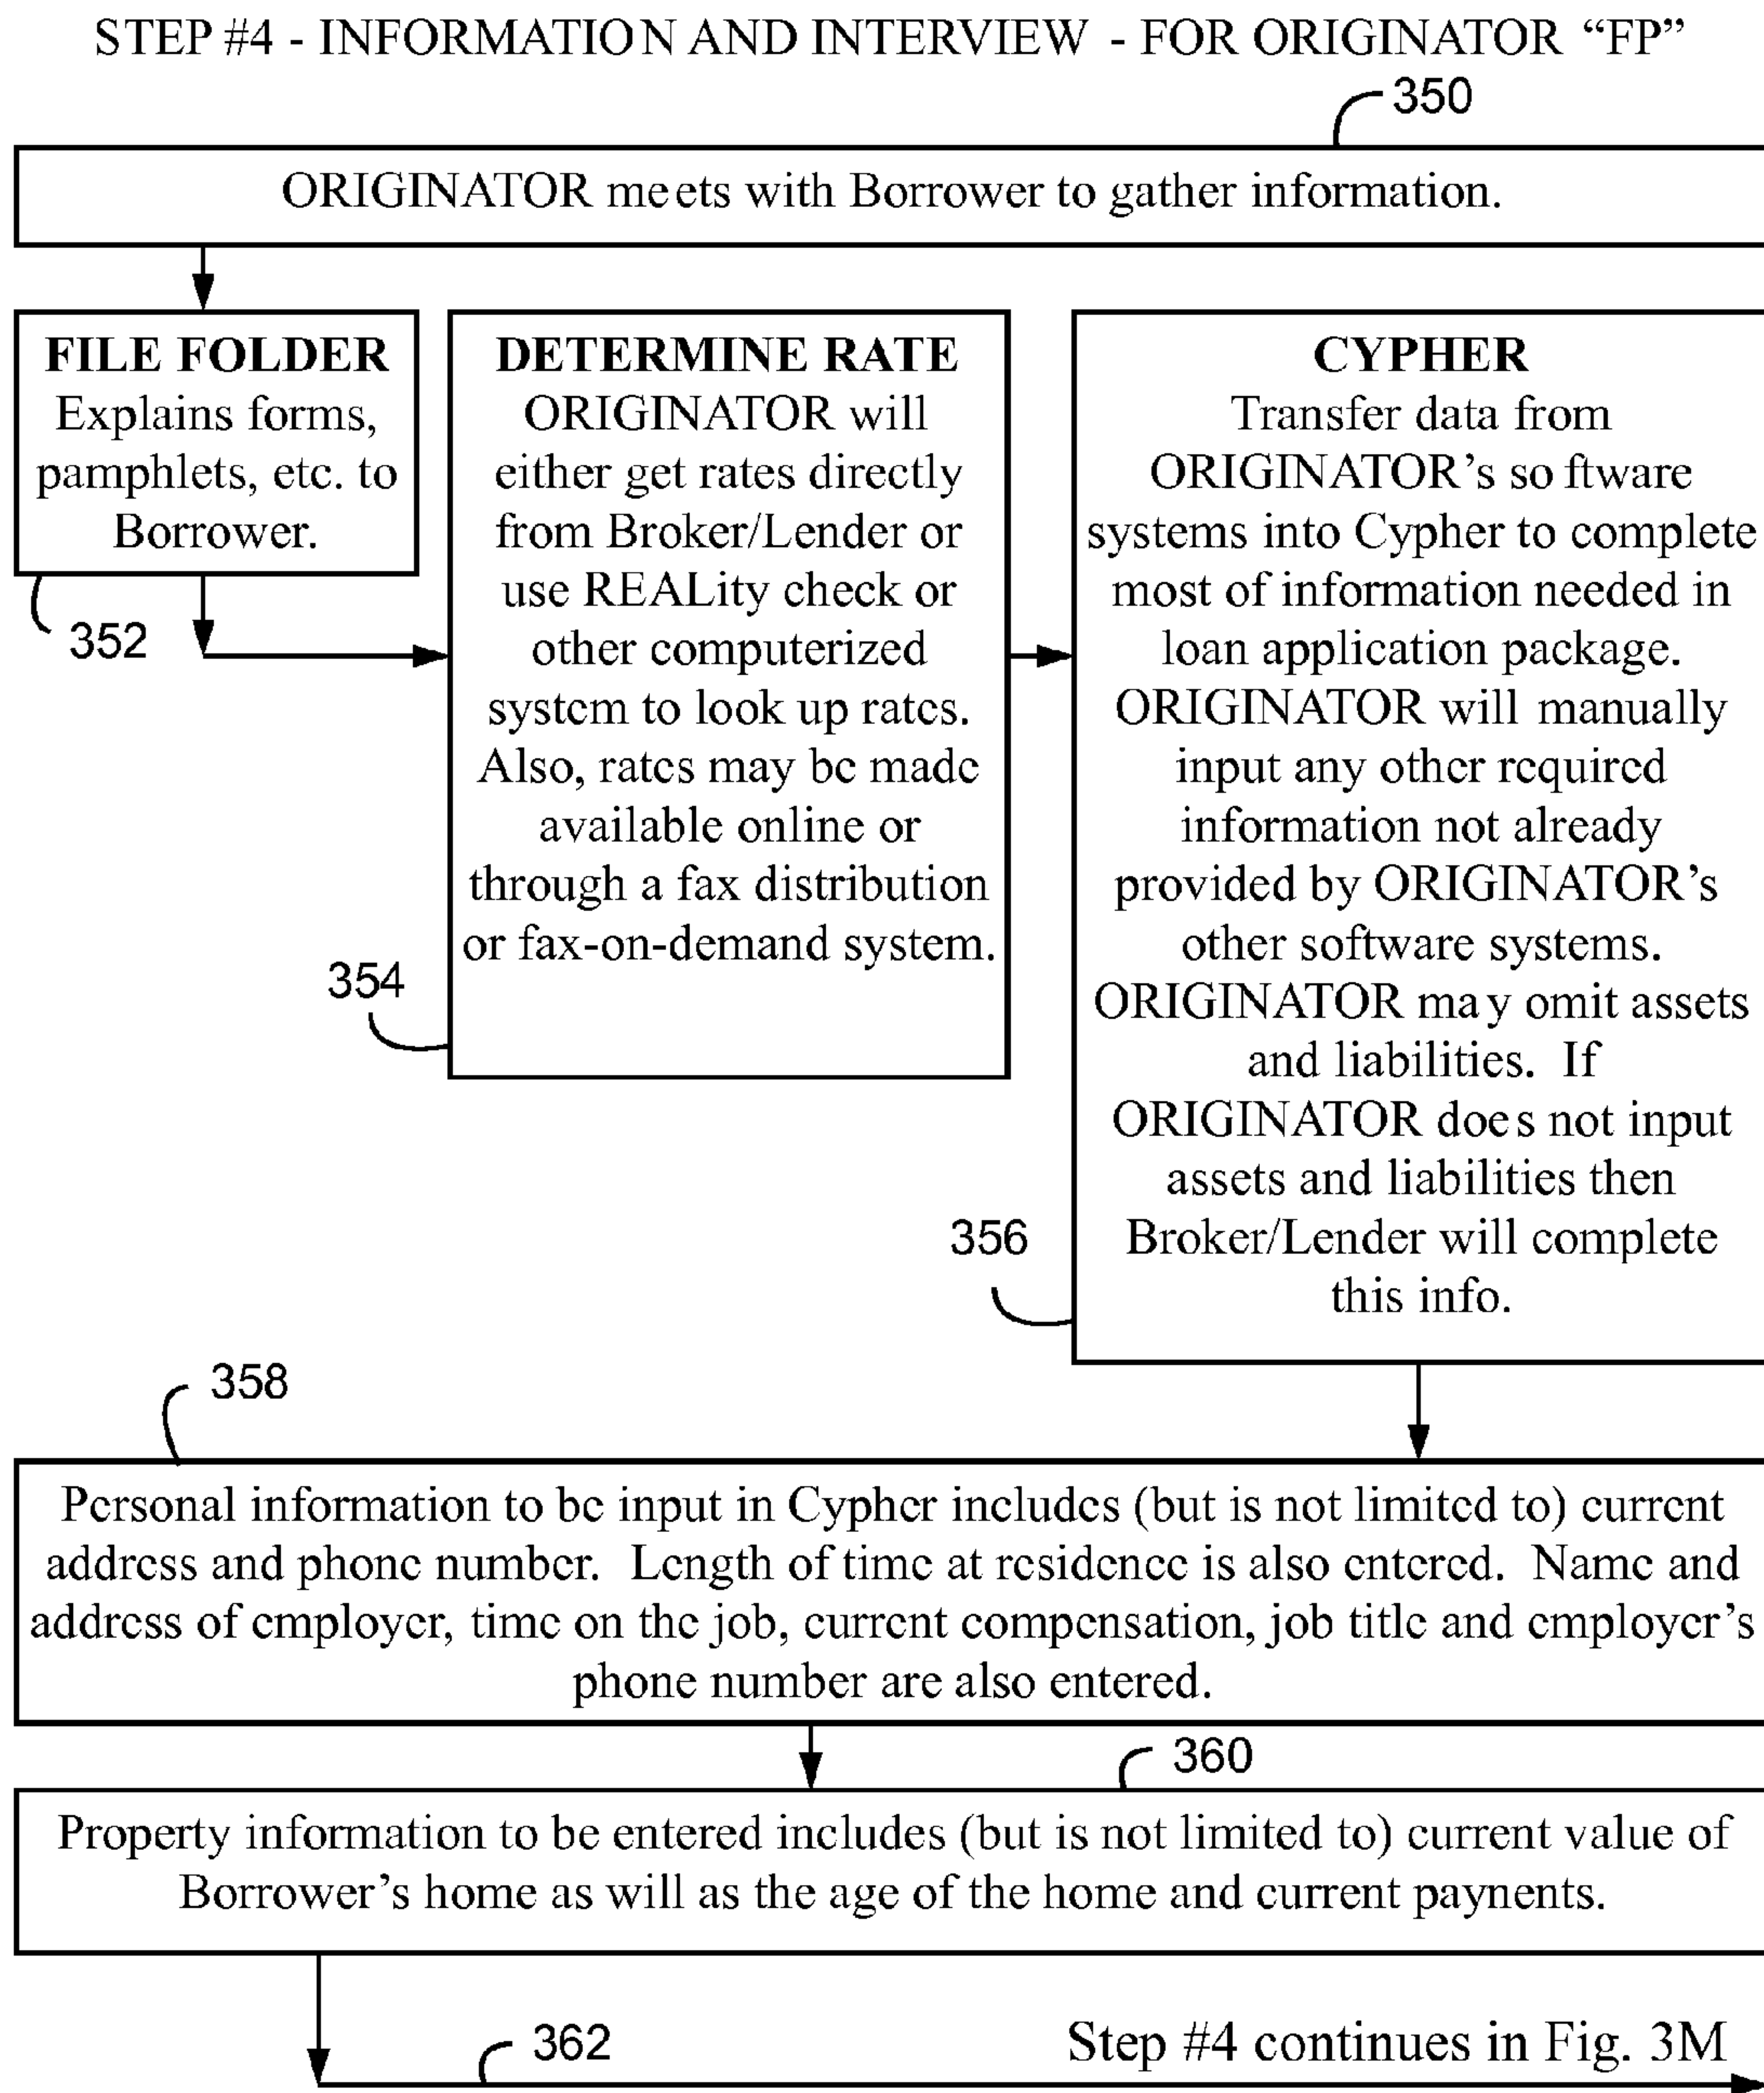 STEP #4 - INFORMATION AND INTERVIEW - FOR ORIGINATOR “FP”
350
ORIGINATOR meets with Borrower to gather information.
FILE FOLDER
Explains forms,
pamphlets, etc. to
Borrower.
352
DETERMINE RATE
ORIGINATOR will
either get rates directly
from Broker/Lender or
use REALity check or
other computerized
system to look up rates.
Also, rates may be made
available online or
through a fax distribution
or fax-on-demand system.
354
CYPHER
Transfer data from
ORIGINATOR’s software
systems into Cypher to complete
most of information needed in
loan application package.
ORIGINATOR will manually
input any other required
information not already
provided by ORIGINATOR’s
other software systems.
ORIGINATOR may omit assets
and liabilities. If
ORIGINATOR does not input
assets and liabilities then
Broker/Lender will complete
this info.
356
358
Personal information to be input in Cypher includes (but is not limited to) current
address and phone number. Length of time at residence is also entered. Name and
address of employer, time on the job, current compensation, job title and employer’s
phone number are also entered.
360
Property information to be entered includes (but is not limited to) current value of
Borrower’s home as will as the age of the home and current paynents.
362
Step #4 continues in Fig. 3M